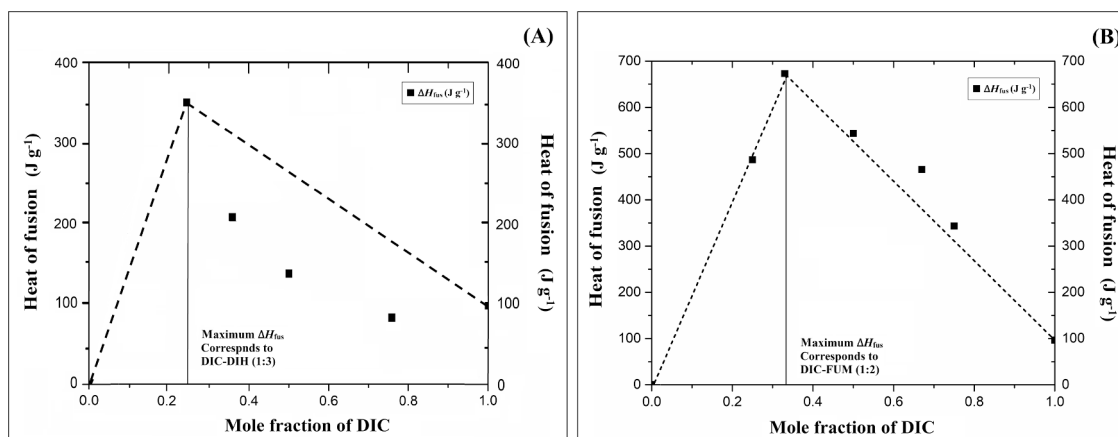 (A)
400
300
200
100
0
Heat of fusion (J g⁻¹)
■ ΔHfus (J g⁻¹)
400
300
200
100
0
Heat of fusion (J g⁻¹)
Maximum ΔHfus
Correspnds to
DIC-DIH (1:3)
0.0 0.2 0.4 0.6 0.8 1.0
Mole fraction of DIC
(B)
700
600
500
400
300
200
100
0
Heat of fusion (J g⁻¹)
■ ΔHfus (J g⁻¹)
700
600
500
400
300
200
100
0
Heat of fusion (J g⁻¹)
Maximum ΔHfus
Corresponds to
DIC-FUM (1:2)
0.0 0.2 0.4 0.6 0.8 1.0
Mole fraction of DIC